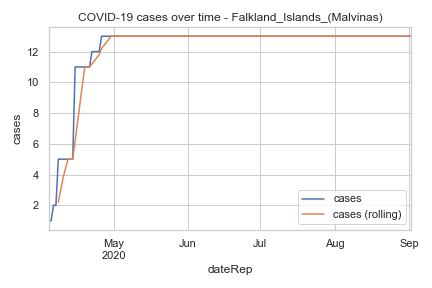 COVID-19 cases over time - Falkland_Islands_(Malvinas)
cases
12
10
8
6
4
2
cases
cases (rolling)
May
2020
Jun
Jul
Aug
Sep
dateRep